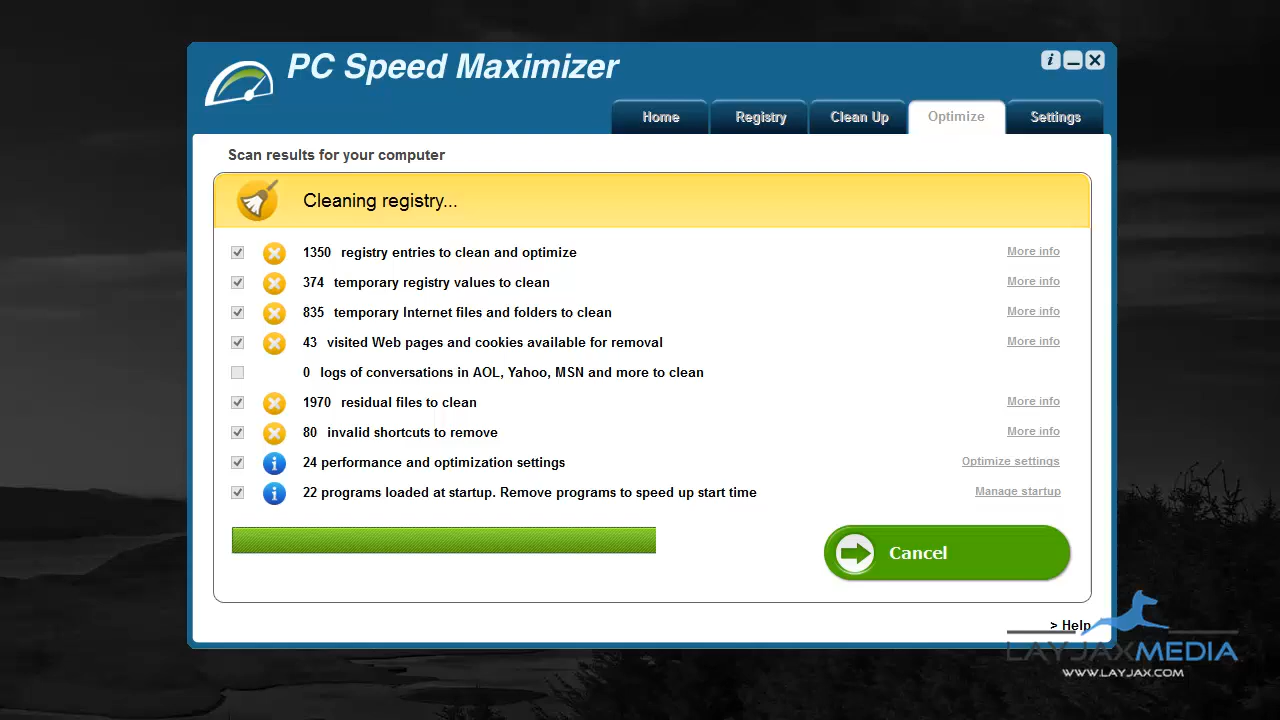 PC Speed Maximizer
i
Home
Registry
Clean Up
Optimize
Settings
Scan results for your computer
Cleaning registry...
1350 registry entries to clean and optimize More info
374 temporary registry values to clean More info
835 temporary Internet files and folders to clean More info
43 visited Web pages and cookies available for removal More info
0 logs of conversations in AOL, Yahoo, MSN and more to clean
1970 residual files to clean More info
80 invalid shortcuts to remove More info
i 24 performance and optimization settings Optimize settings
i 22 programs loaded at startup. Remove programs to speed up start time Manage startup
Cancel
> Help
LAYJAXMEDIA
WWW.LAYJAX.COM